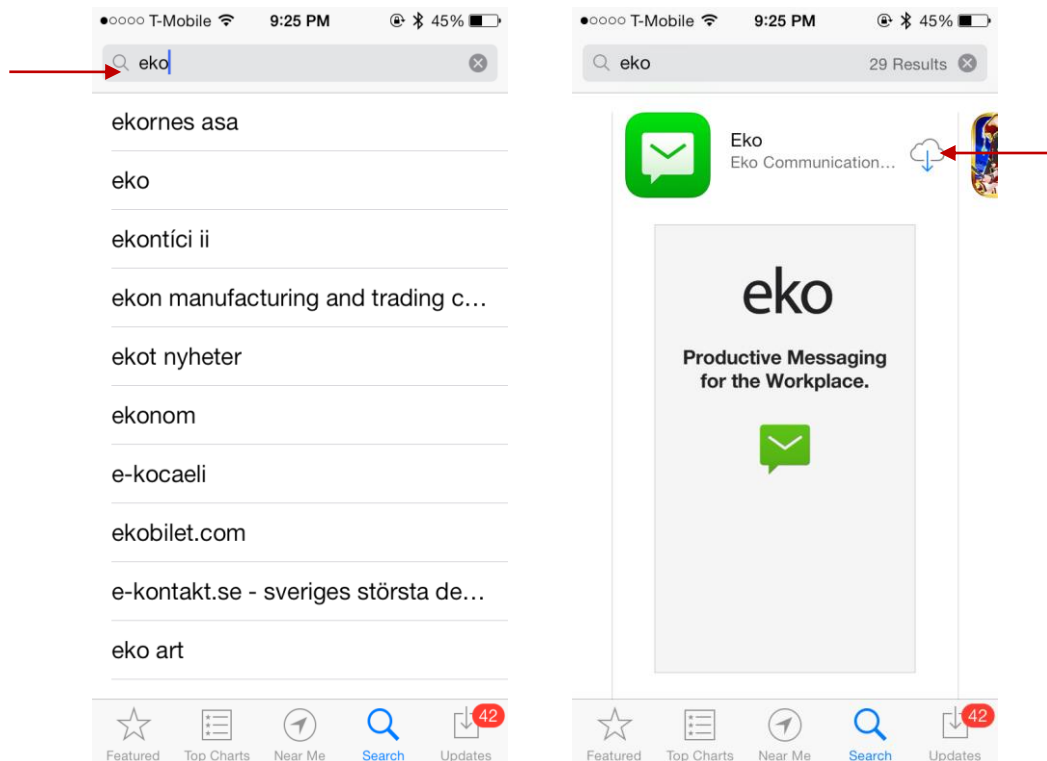 T-Mobile 9:25 PM 45%
eko
ekornes asa
eko
ekontíci ii
ekon manufacturing and trading c...
ekot nyheter
ekonom
e-kocaeli
ekobilet.com
e-kontakt.se - sveriges största de...
eko art
42
Featured Top Charts Near Me Search Updates
T-Mobile 9:25 PM 45%
eko 29 Results
Eko
Eko Communication...
eko
Productive Messaging
for the Workplace.
42
Featured Top Charts Near Me Search Updates